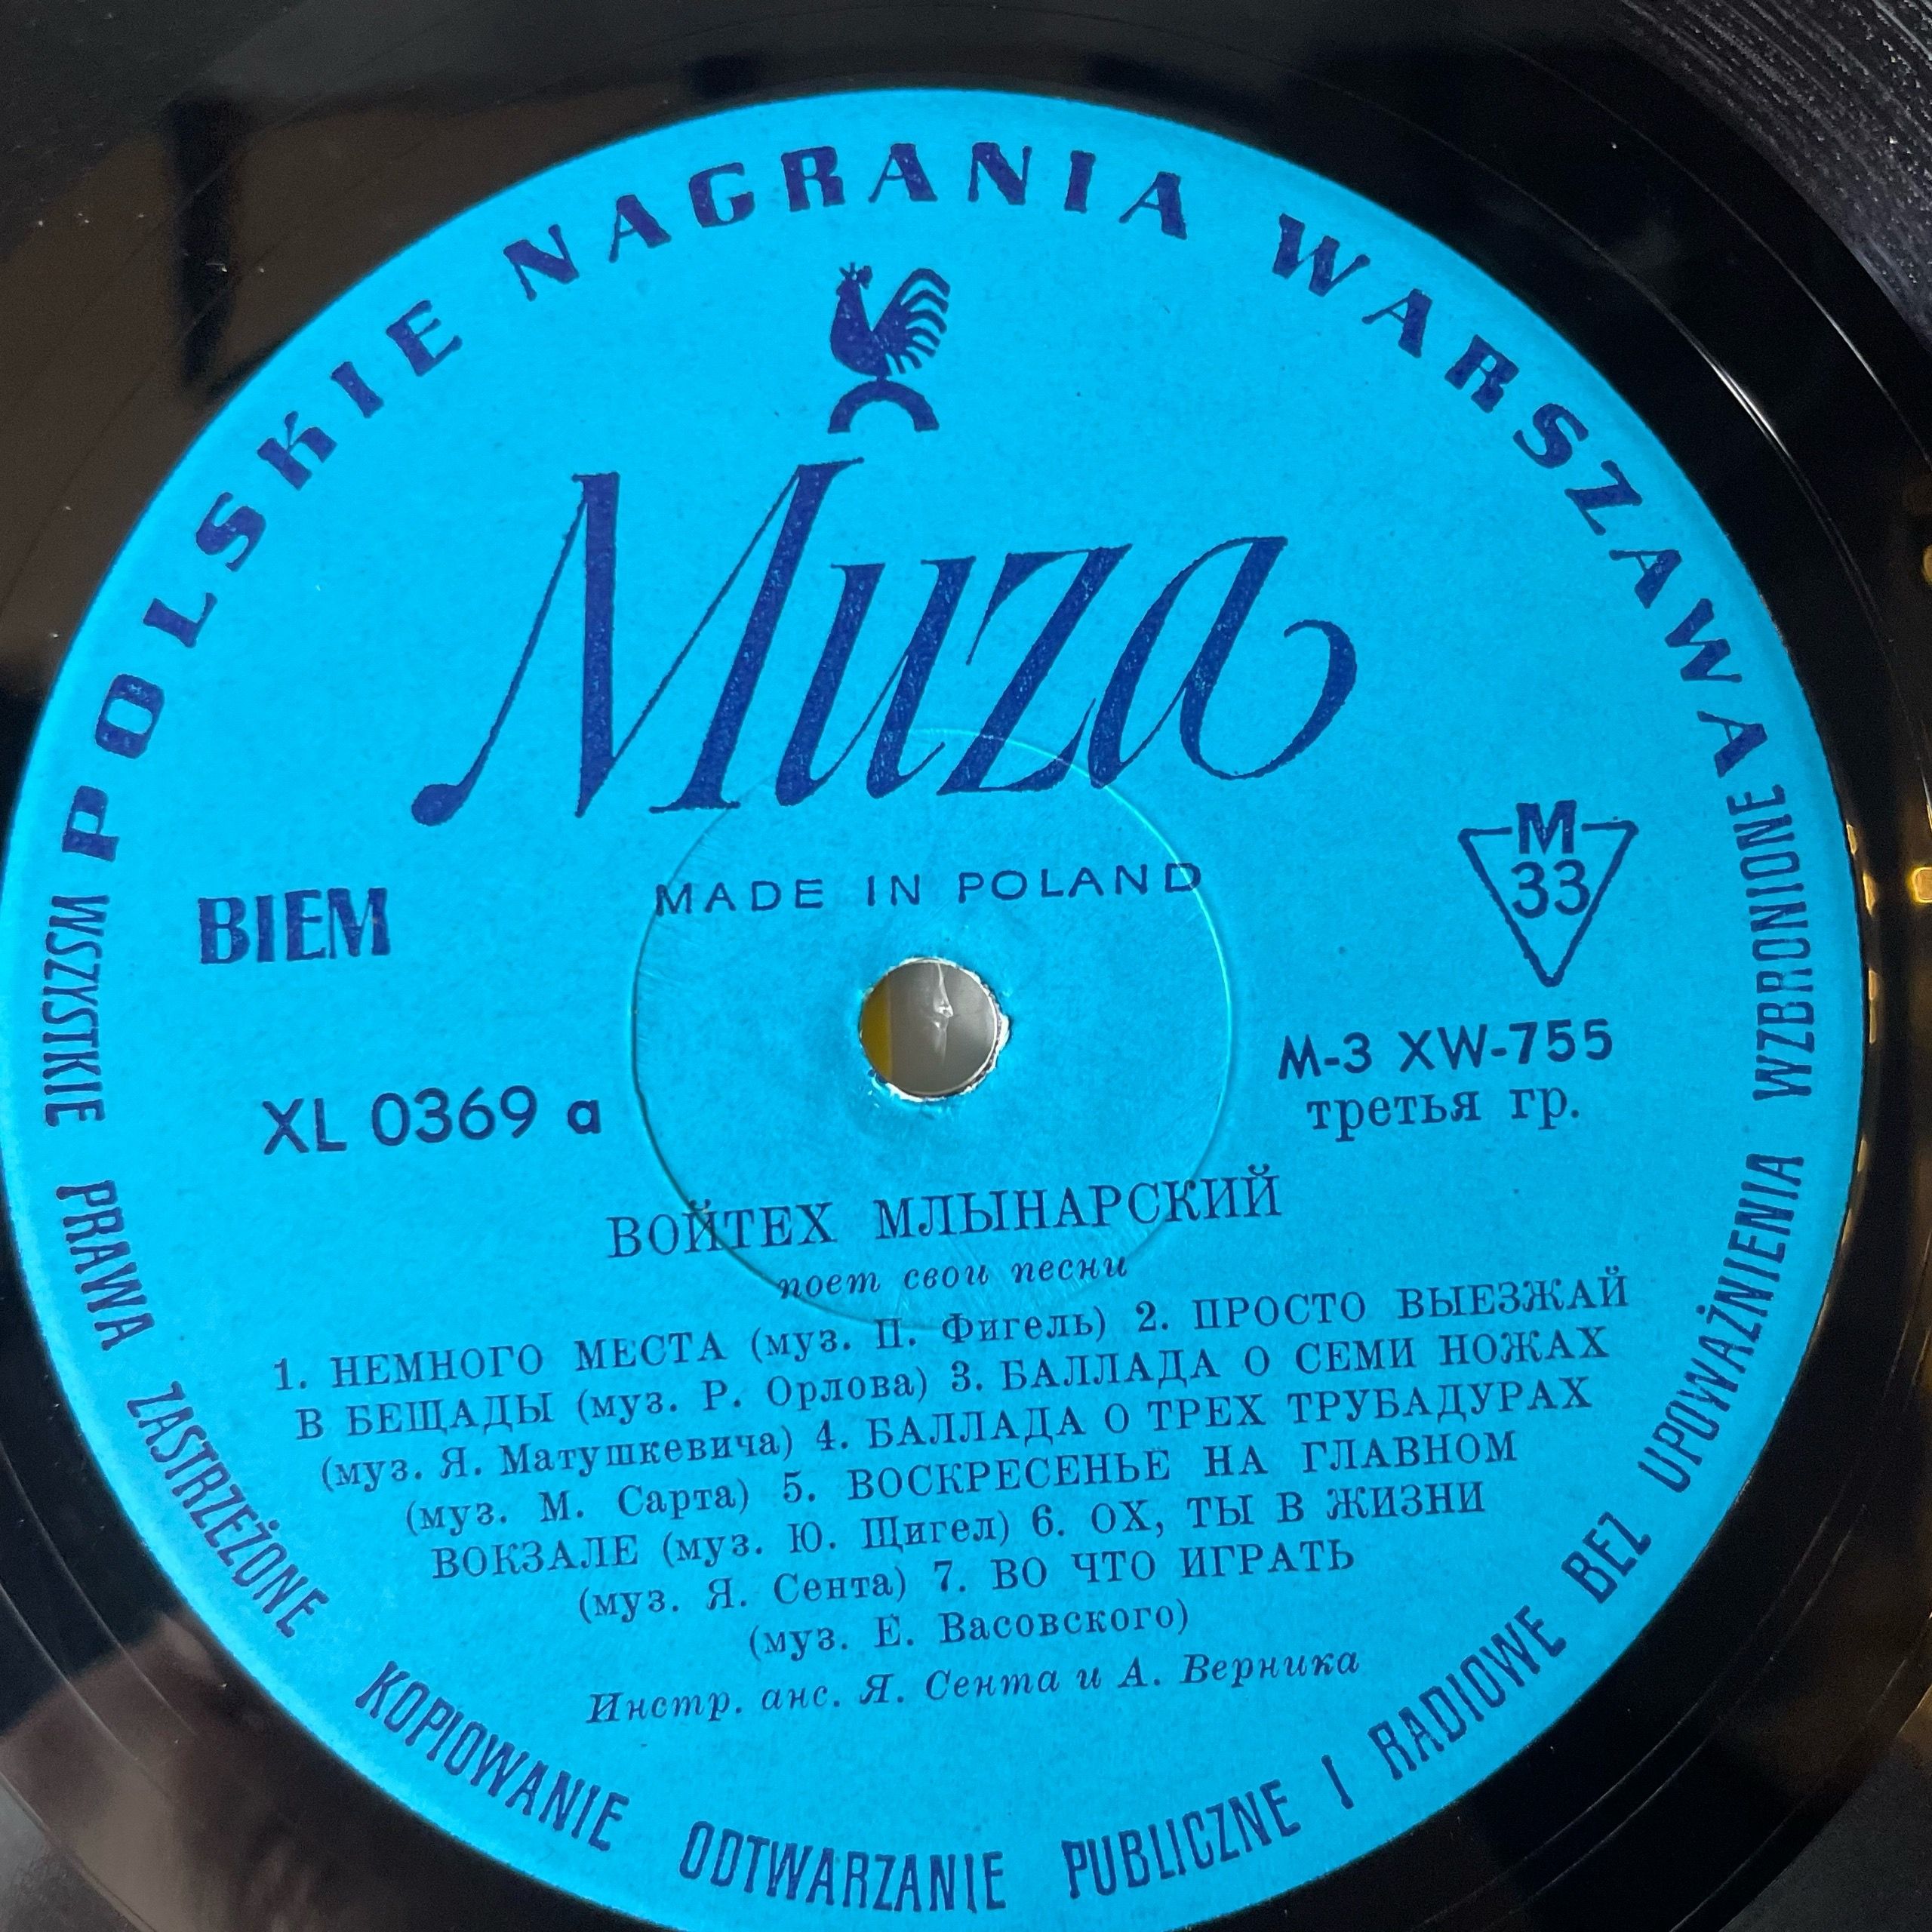 POLSKIE NAGRANIA WARSZAWA
Muza
MADE IN POLAND
BIEM
M
33
XL 0369 a
M-3 XW-755
третья гр.
ВОЙТЕХ МЛЫНАРСКИЙ
поет свои песни
1. НЕМНОГО МЕСТА (муз. П. Фигель) 2. ПРОСТО ВЫЕЗЖАЙ
В БЕЩАДЫ (муз. Р. Орлова) 3. БАЛЛАДА О СЕМИ НОЖАХ
(муз. Я. Матушкевича) 4. БАЛЛАДА О ТРЕХ ТРУБАДУРАХ
(муз. М. Сарта) 5. ВОСКРЕСЕНЬЕ НА ГЛАВНОМ
ВОКЗАЛЕ (муз. Ю. Щигел) 6. ОХ, ТЫ В ЖИЗНИ
(муз. Я. Сента) 7. ВО ЧТО ИГРАТЬ
(муз. Е. Васовского)
Инстр. анс. Я. Сента и А. Верника
WSZYSTKIE PRAWA ZASTRZEŻONE KOPIOWANIE ODTWARZANIE PUBLICZNE I RADIOWE BEZ UPOWAŻNIENIA WZBRONIONE